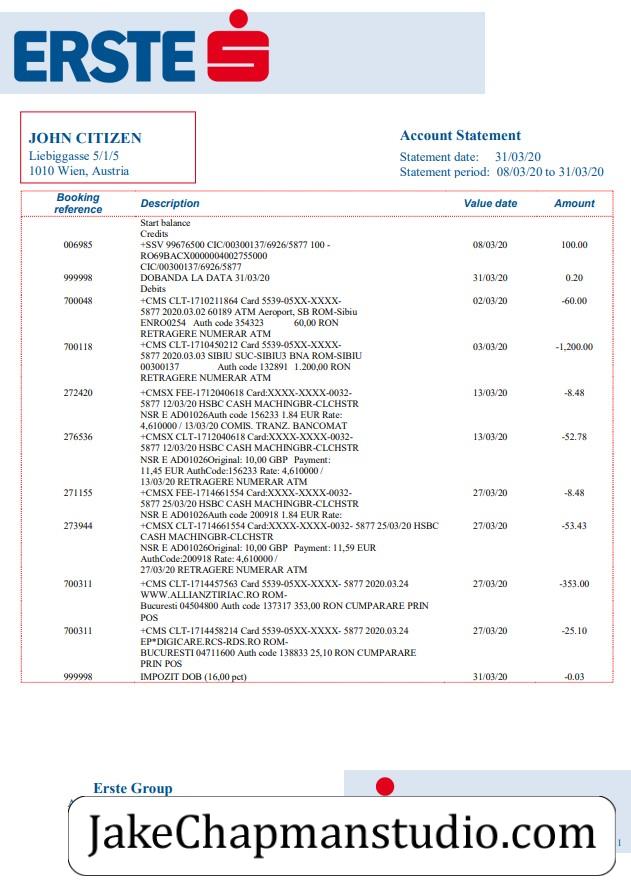 ERSTE
JOHN CITIZEN
Liebiggasse 5/1/5
1010 Wien, Austria
Account Statement
Statement date: 31/03/20
Statement period: 08/03/20 to 31/03/20
Booking reference Description Value date Amount
Start balance
Credits
006985 +SSV 99676500 CIC/00300137/6926/5877 100 - 08/03/20 100.00
RO69BACX0000004002755000
CIC/00300137/6926/5877
999998 DOBANDA LA DATA 31/03/20 31/03/20 0.20
Debits
700048 +CMS CLT-1710211864 Card 5539-05XX-XXXX- 02/03/20 -60.00
5877 2020.03.02 60189 ATM Aeroport, SB ROM-Sibiu
ENRO0254 Auth code 354323 60,00 RON
RETRAGERE NUMERAR ATM
700118 +CMS CLT-1710450212 Card 5539-05XX-XXXX- 03/03/20 -1,200.00
5877 2020.03.03 SIBIU SUC-SIBIU3 BNA ROM-SIBIU
00300137 Auth code 132891 1.200,00 RON
RETRAGERE NUMERAR ATM
272420 +CMSX FEE-1712040618 Card:XXXX-XXXX-0032- 13/03/20 -8.48
5877 12/03/20 HSBC CASH MACHINGBR-CLCHSTR
NSR E AD01026Auth code 156233 1.84 EUR Rate:
4,610000 / 13/03/20 COMIS. TRANZ. BANCOMAT
276536 +CMSX CLT-1712040618 Card:XXXX-XXXX-0032- 13/03/20 -52.78
5877 12/03/20 HSBC CASH MACHINGBR-CLCHSTR
NSR E AD01026Original: 10,00 GBP Payment:
11,45 EUR AuthCode:156233 Rate: 4,610000 /
13/03/20 RETRAGERE NUMERAR ATM
271155 +CMSX FEE-1714661554 Card:XXXX-XXXX-0032- 27/03/20 -8.48
5877 25/03/20 HSBC CASH MACHINGBR-CLCHSTR
NSR E AD01026Auth code 200918 1.84 EUR Rate:
273944 +CMSX CLT-1714661554 Card:XXXX-XXXX-0032- 5877 25/03/20 HSBC 27/03/20 -53.43
CASH MACHINGBR-CLCHSTR
NSR E AD01026Original: 10,00 GBP Payment: 11,59 EUR
AuthCode:200918 Rate: 4,610000 /
27/03/20 RETRAGERE NUMERAR ATM
700311 +CMS CLT-1714457563 Card 5539-05XX-XXXX- 5877 2020.03.24 27/03/20 -353.00
WWW.ALLIANZTIRIAC.RO ROM-
Bucuresti 04504800 Auth code 137317 353,00 RON CUMPARARE PRIN
POS
700311 +CMS CLT-1714458214 Card 5539-05XX-XXXX- 5877 2020.03.24 27/03/20 -25.10
EP*DIGICARE.RCS-RDS.RO ROM-
BUCURESTI 04711600 Auth code 138833 25,10 RON CUMPARARE
PRIN POS
999998 IMPOZIT DOB (16,00 pct) 31/03/20 -0.03
Erste Group
JakeChapmanstudio.com
1